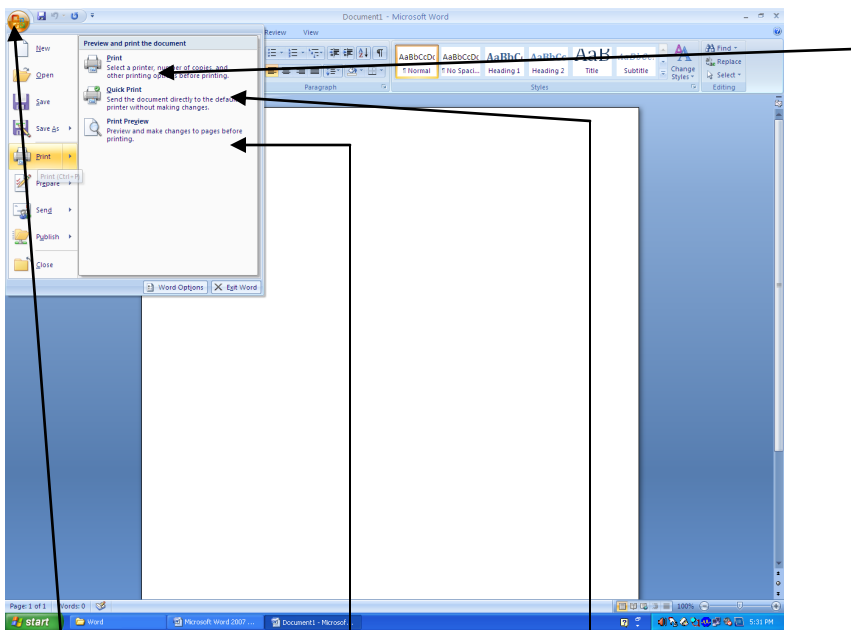 Document1 - Microsoft Word
Review View
New
Open
Save
Save As
Print
Print (Ctrl+P)
Prepare
Send
Publish
Close
Preview and print the document
Print
Select a printer, number of copies, and
other printing options before printing.
Quick Print
Send the document directly to the default
printer without making changes.
Print Preview
Preview and make changes to pages before
printing.
Word Options
Exit Word
AaBbCcDc AaBbCcDc AaBbC AaBbCc AaB AaBbCc.
¶ Normal ¶ No Spaci... Heading 1 Heading 2 Title Subtitle
Change
Styles
Find
Replace
Select
Paragraph
Styles
Editing
Page: 1 of 1 Words: 0
100%
start
Word
Microsoft Word 2007 ...
Document1 - Microsof...
5:31 PM